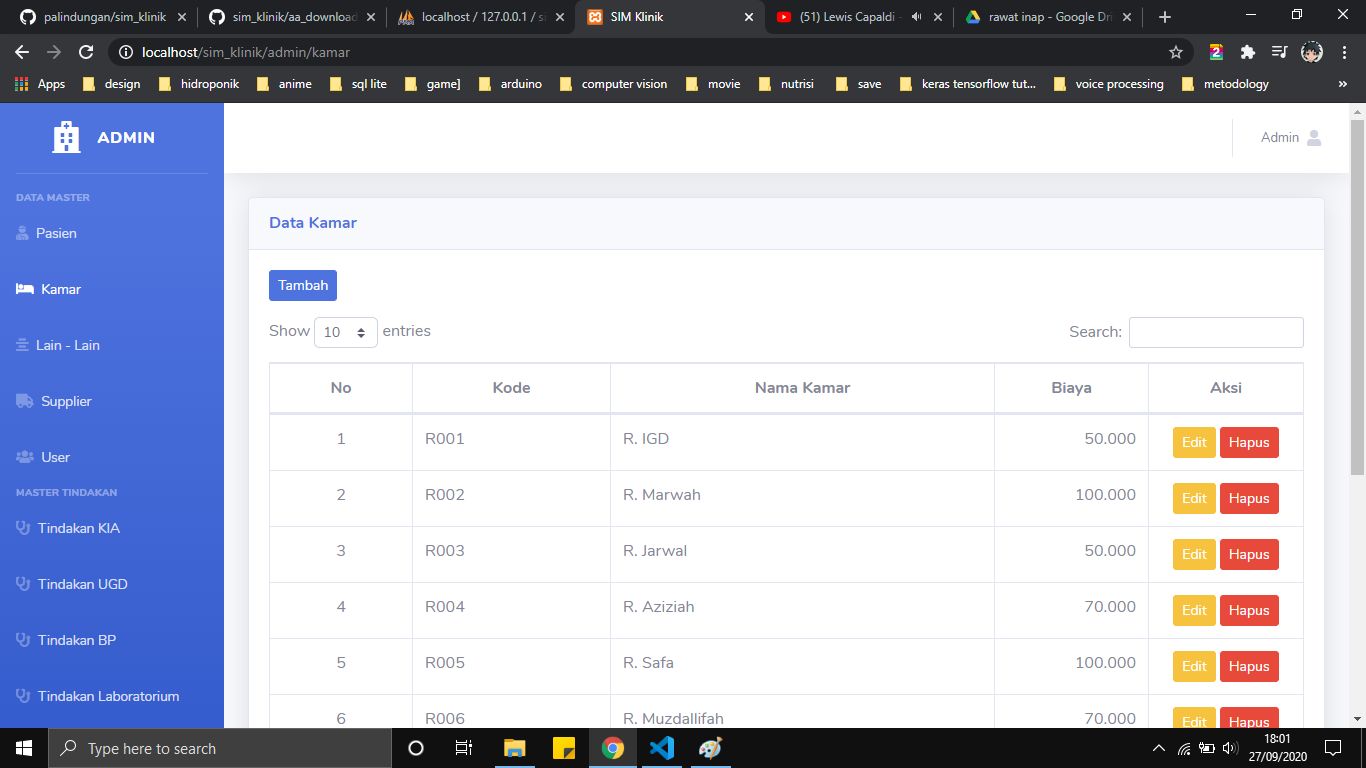 palindungan/sim_klinik
sim_klinik/aa_download
localhost / 127.0.0.1 / si
SIM Klinik
(51) Lewis Capaldi -
rawat inap - Google Dri
localhost/sim_klinik/admin/kamar
Apps design hidroponik anime sql lite game] arduino computer vision movie nutrisi save keras tensorflow tut... voice processing metodology »
ADMIN
Admin
DATA MASTER
Pasien
Kamar
Lain - Lain
Supplier
User
MASTER TINDAKAN
Tindakan KIA
Tindakan UGD
Tindakan BP
Tindakan Laboratorium
Data Kamar
Tambah
Show 10 entries
Search:
No Kode Nama Kamar Biaya Aksi
1 R001 R. IGD 50.000 Edit Hapus
2 R002 R. Marwah 100.000 Edit Hapus
3 R003 R. Jarwal 50.000 Edit Hapus
4 R004 R. Aziziah 70.000 Edit Hapus
5 R005 R. Safa 100.000 Edit Hapus
6 R006 R. Muzdallifah 70.000 Edit Hapus
Type here to search
18:01
27/09/2020